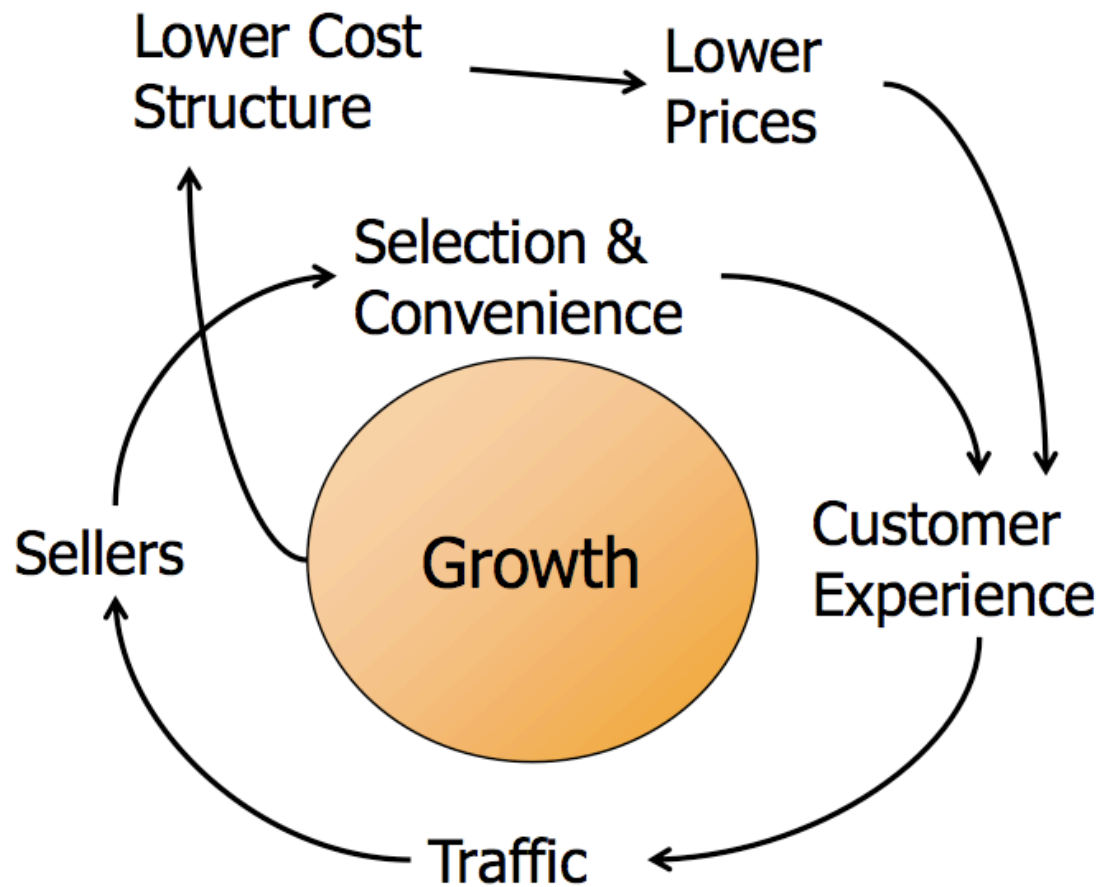 Lower Cost
Structure
Lower
Prices
Selection &
Convenience
Sellers
Growth
Customer
Experience
Traffic